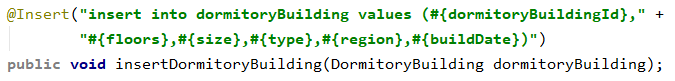 @Insert("insert into dormitoryBuilding values (#{dormitoryBuildingId}," +
"#{floors},#{size},#{type},#{region},#{buildDate})")
public void insertDormitoryBuilding(DormitoryBuilding dormitorybuilding);